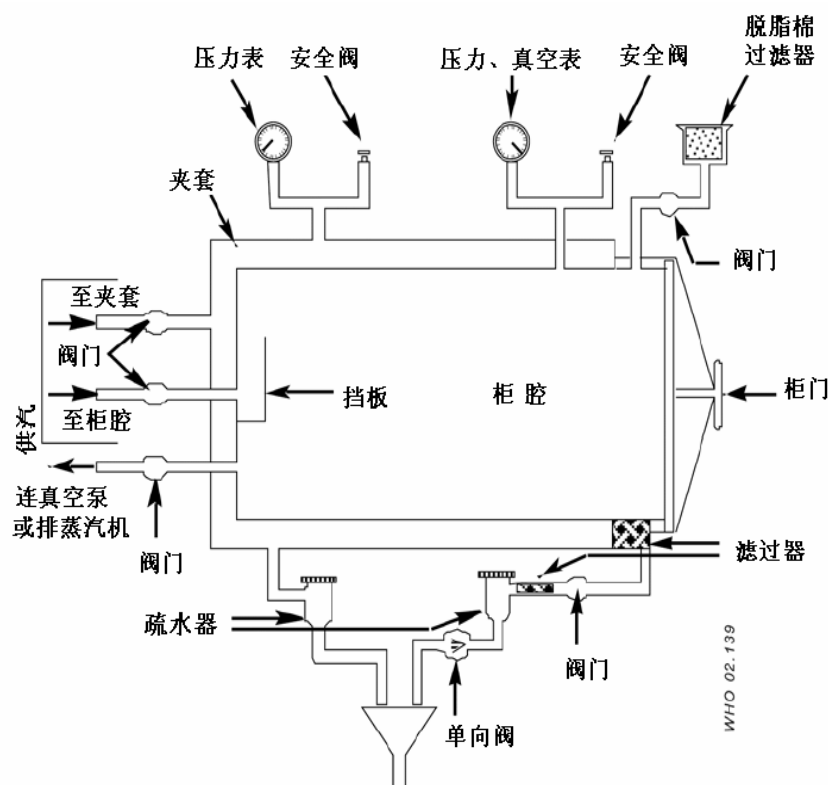 压力表
安全阀
压力、真空表
安全阀
脱脂棉
过滤器
夹套
阀门
至夹套
阀门
挡板
柜 腔
柜门
至柜腔
供汽
连真空泵
或排蒸汽机
阀门
滤过器
疏水器
阀门
单向阀
WHO 02.139